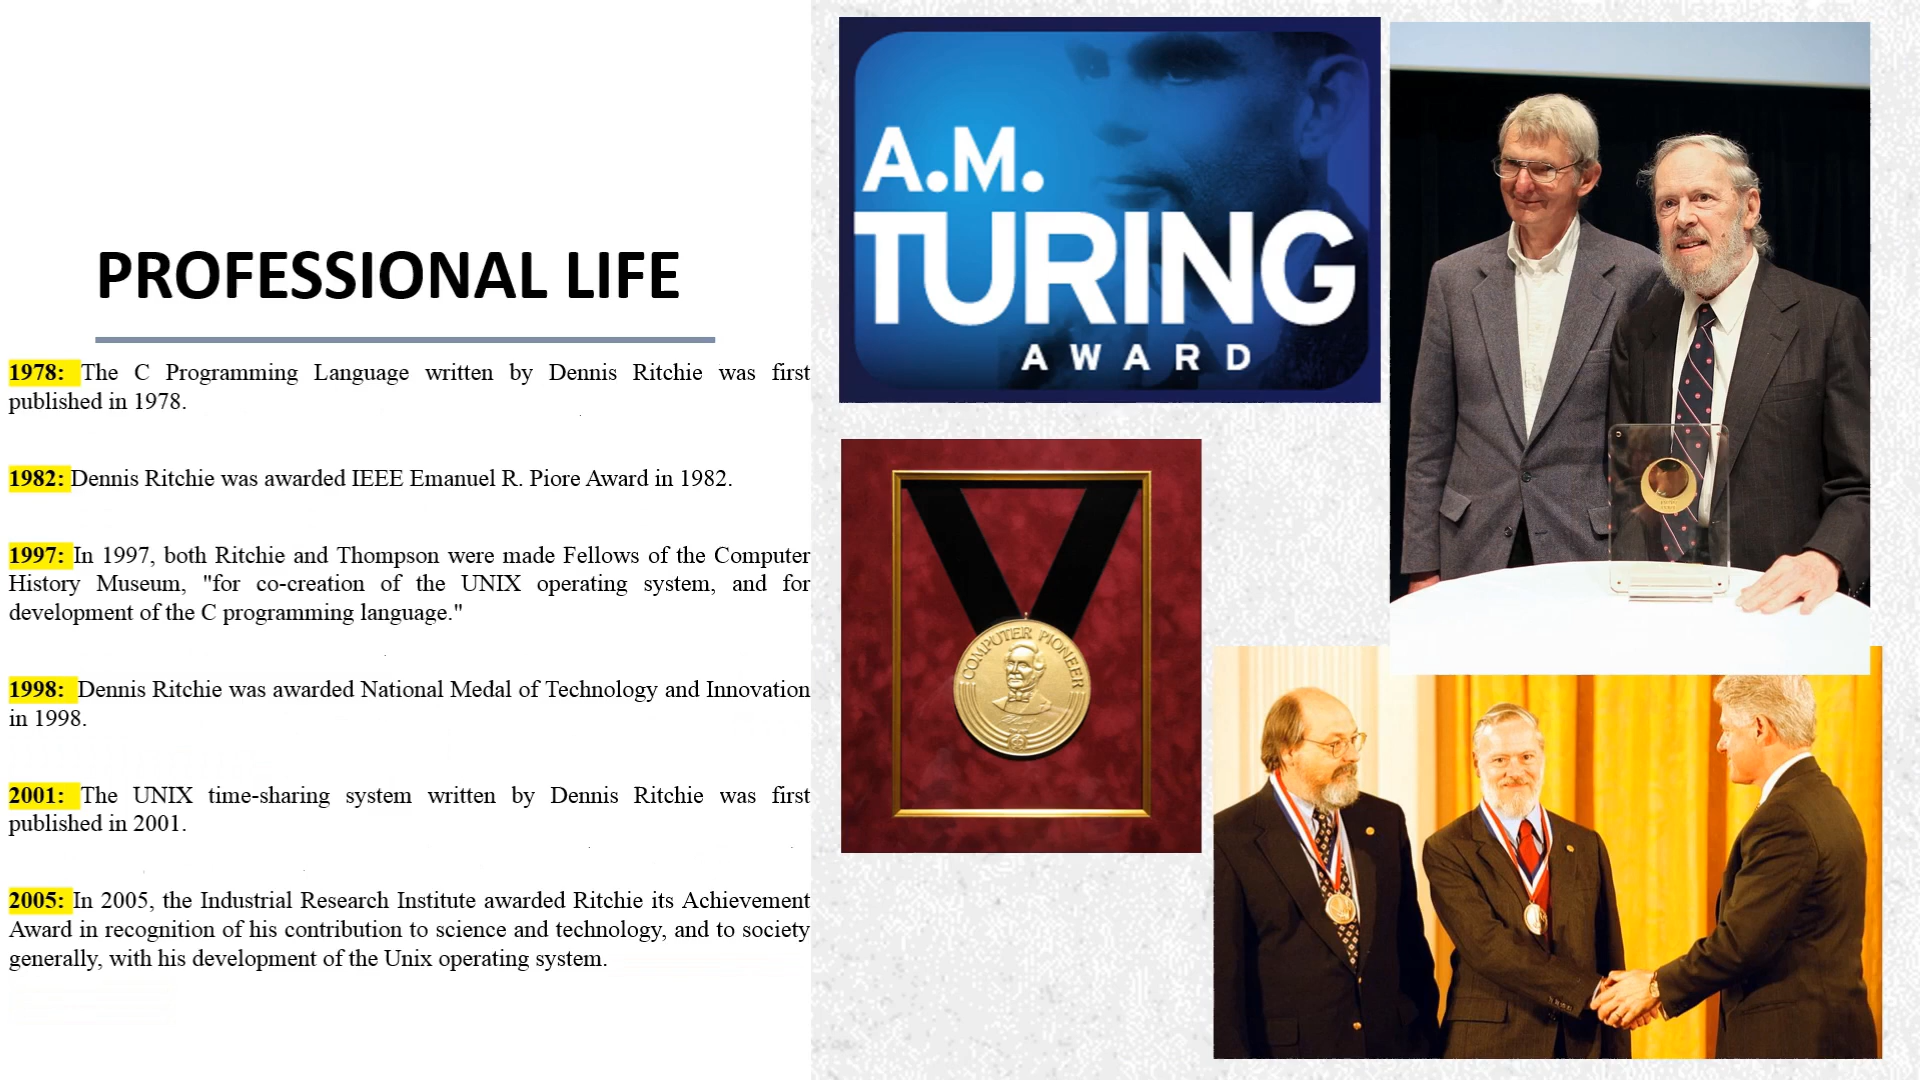 PROFESSIONAL LIFE
1978: The C Programming Language written by Dennis Ritchie was first
published in 1978.
1982: Dennis Ritchie was awarded IEEE Emanuel R. Piore Award in 1982.
1997: In 1997, both Ritchie and Thompson were made Fellows of the Computer
History Museum, "for co-creation of the UNIX operating system, and for
development of the C programming language."
1998: Dennis Ritchie was awarded National Medal of Technology and Innovation
in 1998.
2001: The UNIX time-sharing system written by Dennis Ritchie was first
published in 2001.
2005: In 2005, the Industrial Research Institute awarded Ritchie its Achievement
Award in recognition of his contribution to science and technology, and to society
generally, with his development of the Unix operating system.
A.M.
TURING
AWARD
COMPUTER PIONEER